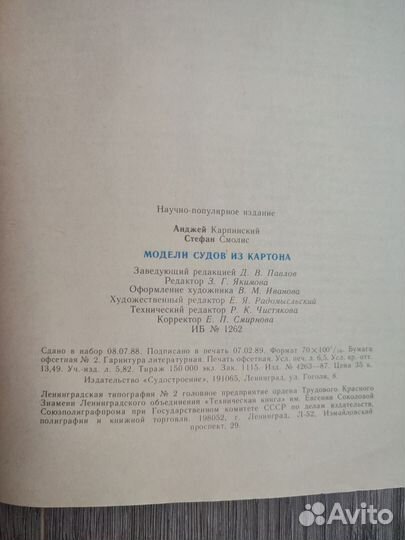 Научно-популярное издание
Анджей Карпинский
Стефан Смолис
МОДЕЛИ СУДОВ ИЗ КАРТОНА
Заведующий редакцией Д. В. Павлов
Редактор З. Г. Якимова
Оформление художника В. М. Иванова
Художественный редактор Е. Я. Радомысльский
Технический редактор Р. К. Чистякова
Корректор Е. П. Смирнова
ИБ № 1262
Сдано в набор 08.07.88. Подписано в печать 07.02.89. Формат 70×100¹/₁₆. Бумага
офсетная № 2. Гарнитура литературная. Печать офсетная. Усл. печ. л. 6,5. Усл. кр.-отт.
13,49. Уч.-изд. л. 5,82. Тираж 150 000 экз. Зак. 1115. Изд. № 4263—87. Цена 35 к.
Издательство «Судостроение», 191065, Ленинград, ул. Гоголя, 8.
Ленинградская типография № 2 головное предприятие ордена Трудового Красного
Знамени Ленинградского объединения «Техническая книга» им. Евгении Соколовой
Союзполиграфпрома при Государственном комитете СССР по делам издательств,
полиграфии и книжной торговли. 198052, г. Ленинград, Л-52, Измайловский
проспект, 29.
Avito